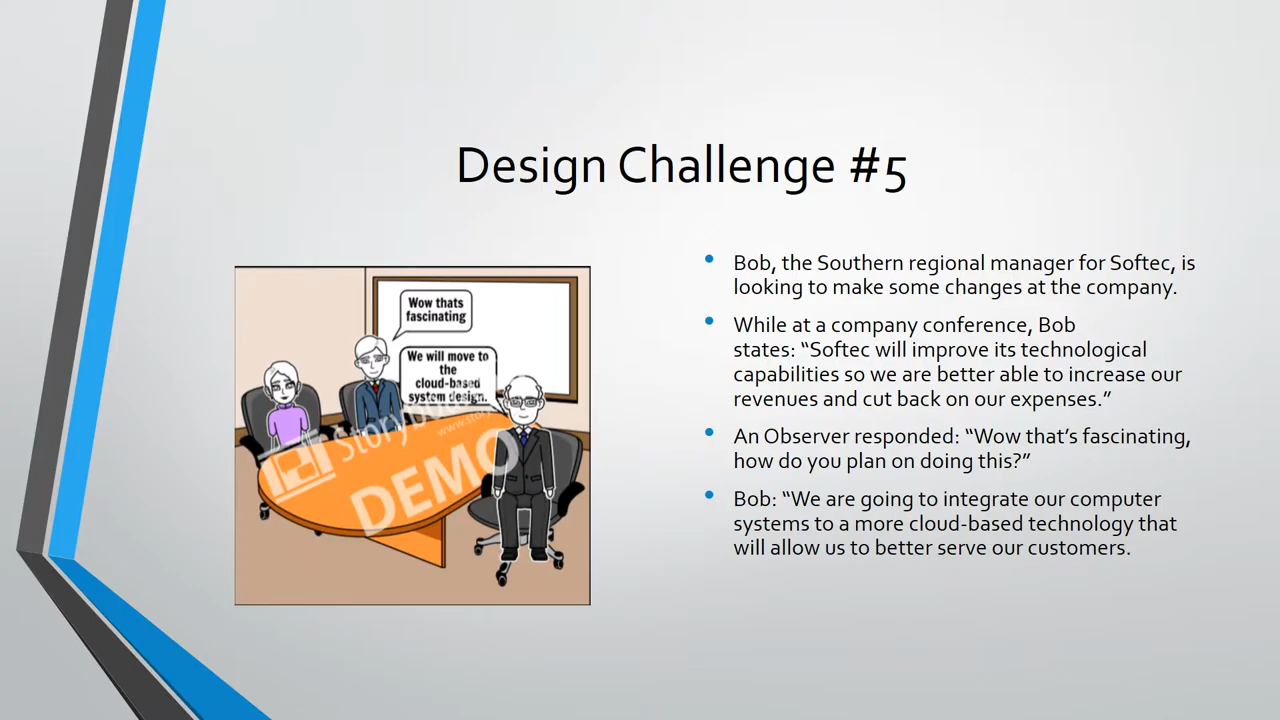 Design Challenge #5
Wow thats
fascinating
We will move to
the
cloud-based
system design.
DEMO
Bob, the Southern regional manager for Softec, is
looking to make some changes at the company.
While at a company conference, Bob
states: “Softec will improve its technological
capabilities so we are better able to increase our
revenues and cut back on our expenses.”
An Observer responded: “Wow that’s fascinating,
how do you plan on doing this?”
Bob: “We are going to integrate our computer
systems to a more cloud-based technology that
will allow us to better serve our customers.